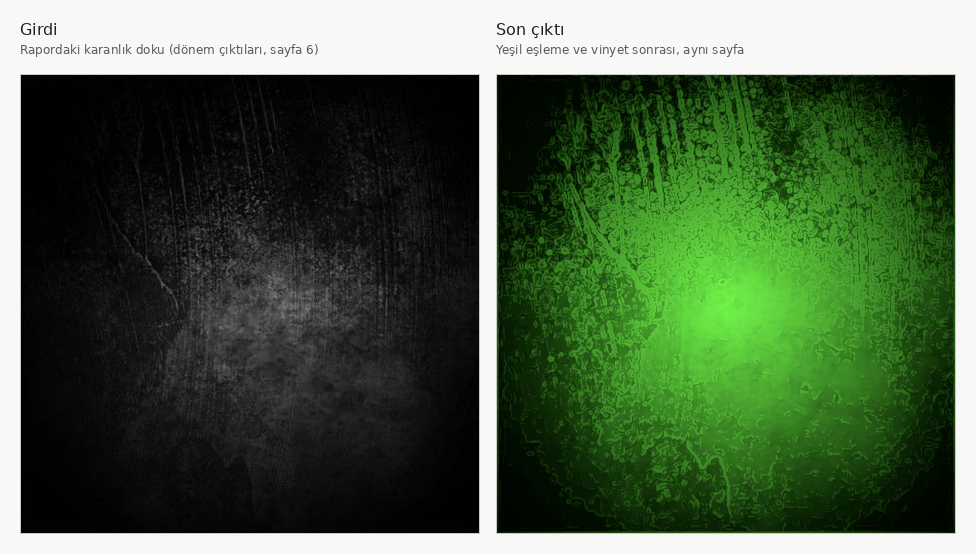 Girdi
Rapordaki karanlık doku (dönem çıktıları, sayfa 6)
Son çıktı
Yeşil eşleme ve vinyet sonrası, aynı sayfa